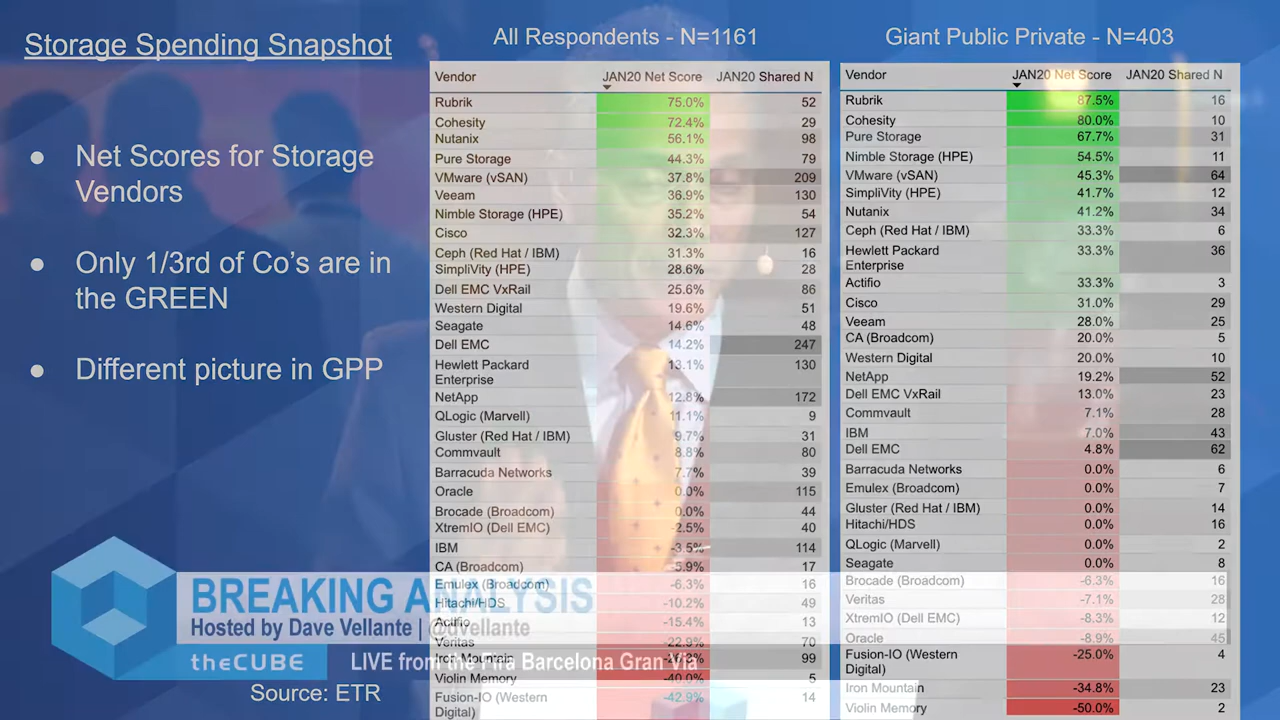 Storage Spending Snapshot
● Net Scores for Storage
Vendors
● Only 1/3rd of Co's are in
the GREEN
● Different picture in GPP
All Respondents - N=1161
Vendor JAN20 Net Score JAN20 Shared N
Rubrik 75.0% 52
Cohesity 72.4% 29
Nutanix 56.1% 98
Pure Storage 44.3% 79
VMware (vSAN) 37.8% 209
Veeam 36.9% 130
Nimble Storage (HPE) 35.2% 54
Cisco 32.3% 127
Ceph (Red Hat / IBM) 31.3% 16
SimpliVity (HPE) 28.6% 28
Dell EMC VxRail 25.6% 86
Western Digital 19.6% 51
Seagate 14.6% 48
Dell EMC 14.2% 247
Hewlett Packard 13.1% 130
Enterprise
NetApp 12.8% 172
QLogic (Marvell) 11.1% 9
Gluster (Red Hat / IBM) 9.7% 31
Commvault 8.8% 80
Barracuda Networks 7.7% 39
Oracle 0.0% 115
Brocade (Broadcom) 0.0% 44
XtremIO (Dell EMC) -2.5% 40
IBM -3.5% 114
CA (Broadcom) -5.9% 17
Emulex (Broadcom) -6.3% 16
Hitachi/HDS -10.2% 49
Actifio -15.4% 13
Veritas -22.9% 70
Iron Mountain 99
Violin Memory -40.0% 5
Fusion-IO (Western -42.9% 14
Digital)
Giant Public Private - N=403
Vendor JAN20 Net Score JAN20 Shared N
Rubrik 87.5% 16
Cohesity 80.0% 10
Pure Storage 67.7% 31
Nimble Storage (HPE) 54.5% 11
VMware (vSAN) 45.3% 64
SimpliVity (HPE) 41.7% 12
Nutanix 41.2% 34
Ceph (Red Hat / IBM) 33.3% 6
Hewlett Packard 33.3% 36
Enterprise
Actifio 33.3% 3
Cisco 31.0% 29
Veeam 28.0% 25
CA (Broadcom) 20.0% 5
Western Digital 20.0% 10
NetApp 19.2% 52
Dell EMC VxRail 13.0% 23
Commvault 7.1% 28
IBM 7.0% 43
Dell EMC 4.8% 62
Barracuda Networks 0.0% 6
Emulex (Broadcom) 0.0% 7
Gluster (Red Hat / IBM) 0.0% 14
Hitachi/HDS 0.0% 16
QLogic (Marvell) 0.0% 2
Seagate 0.0% 8
Brocade (Broadcom) -6.3% 16
Veritas -7.1% 28
XtremIO (Dell EMC) -8.3% 12
Oracle -8.9% 45
Fusion-IO (Western -25.0% 4
Digital)
Iron Mountain -34.8% 23
Violin Memory -50.0% 2
BREAKING ANALYSIS
Hosted by Dave Vellante | @dvellante
theCUBE LIVE from the Fira Barcelona Gran Via
Source: ETR